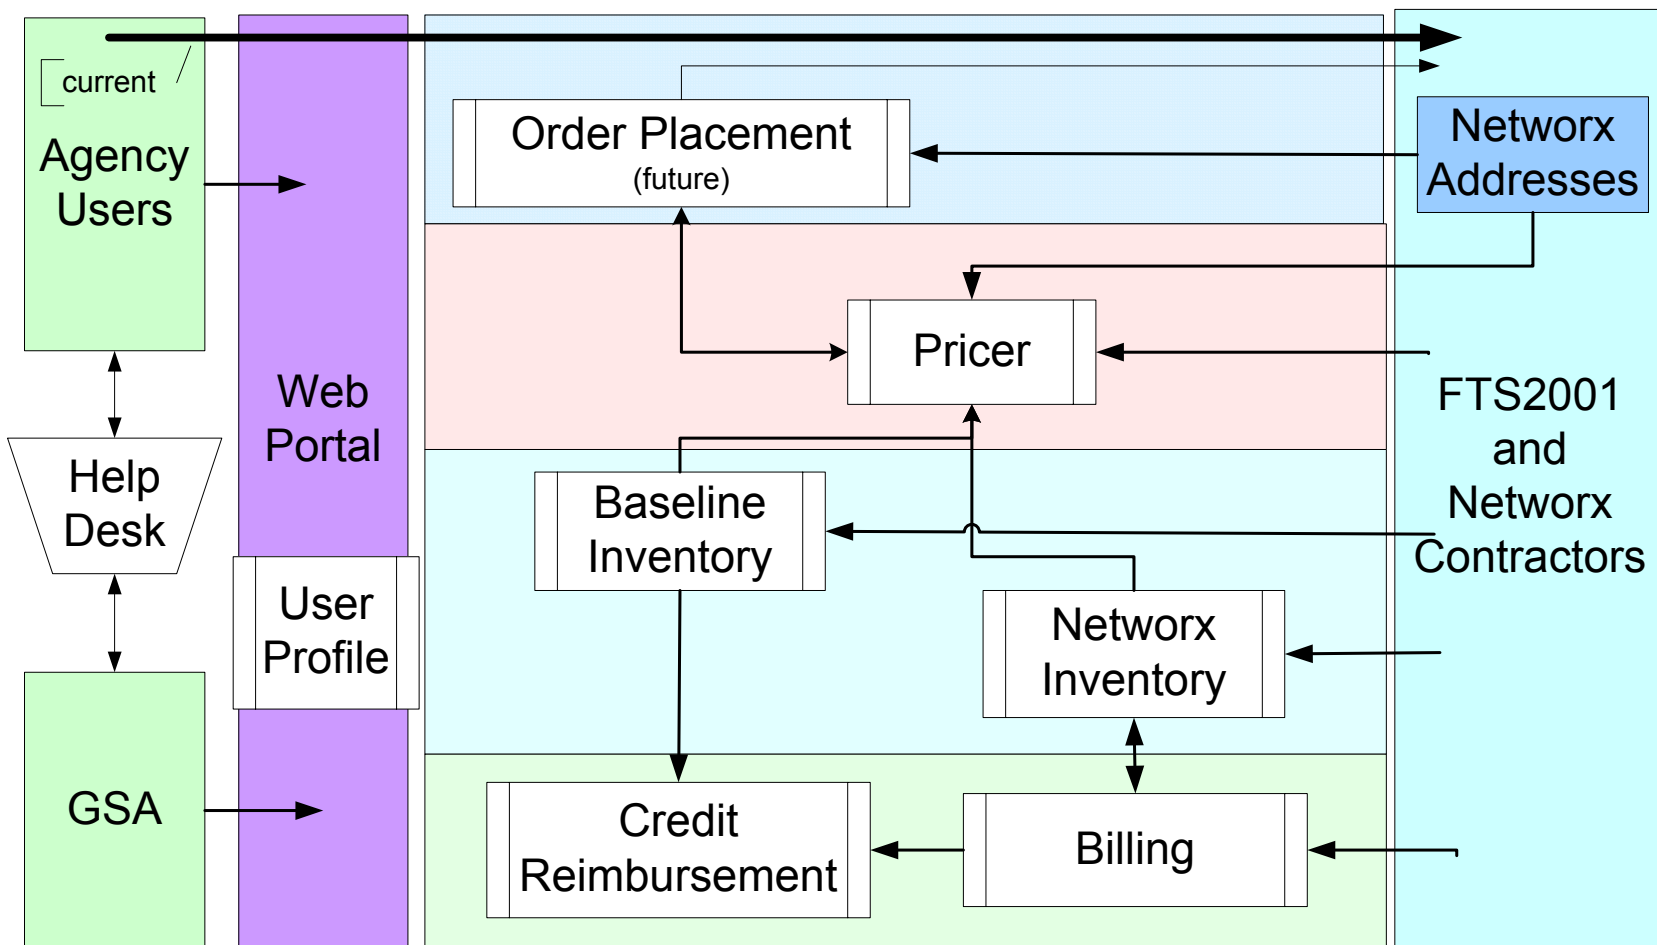 current
Agency
Users
Help
Desk
GSA
Web
Portal
User
Profile
Order Placement
(future)
Pricer
Baseline
Inventory
Networx
Inventory
Credit
Reimbursement
Billing
Networx
Addresses
FTS2001
and
Networx
Contractors